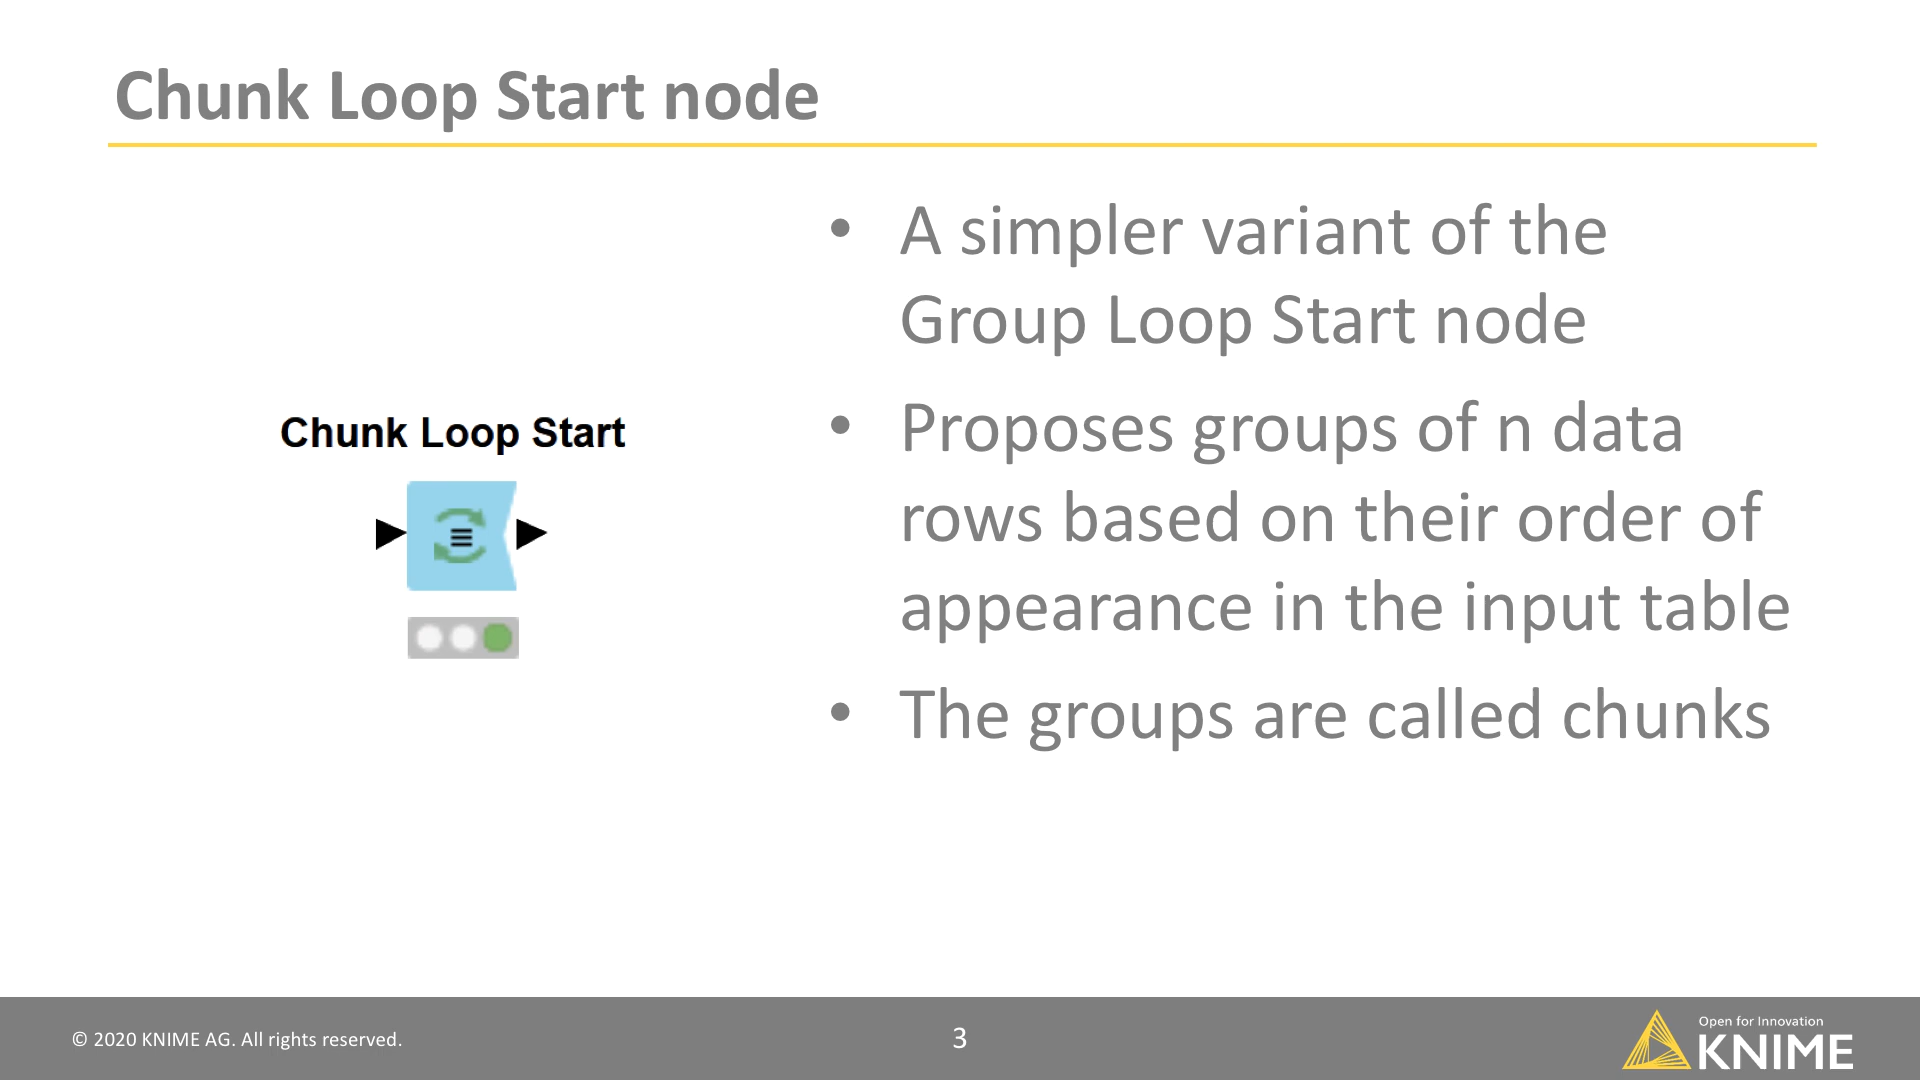 Chunk Loop Start node
• A simpler variant of the
Group Loop Start node
• Proposes groups of n data
rows based on their order of
appearance in the input table
• The groups are called chunks
Chunk Loop Start
© 2020 KNIME AG. All rights reserved.
3
Open for Innovation
KNIME